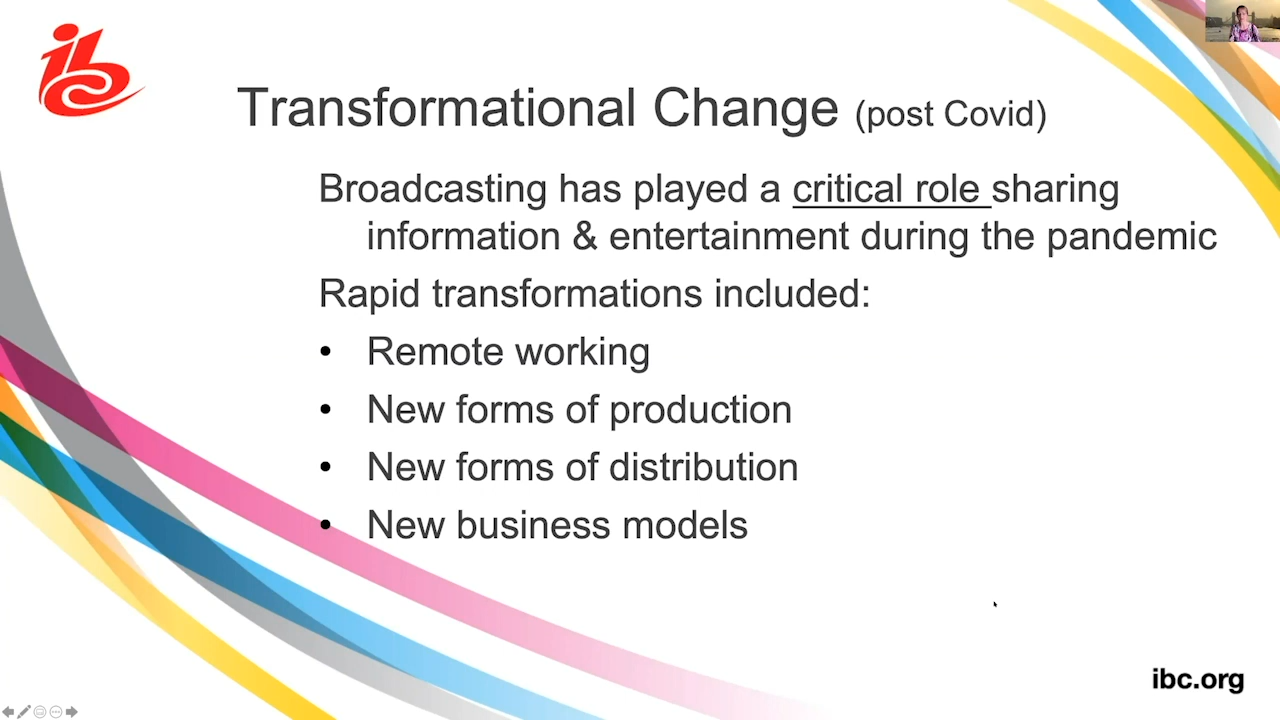 ibc
Transformational Change (post Covid)
Broadcasting has played a critical role sharing
information & entertainment during the pandemic
Rapid transformations included:
• Remote working
• New forms of production
• New forms of distribution
• New business models
ibc.org